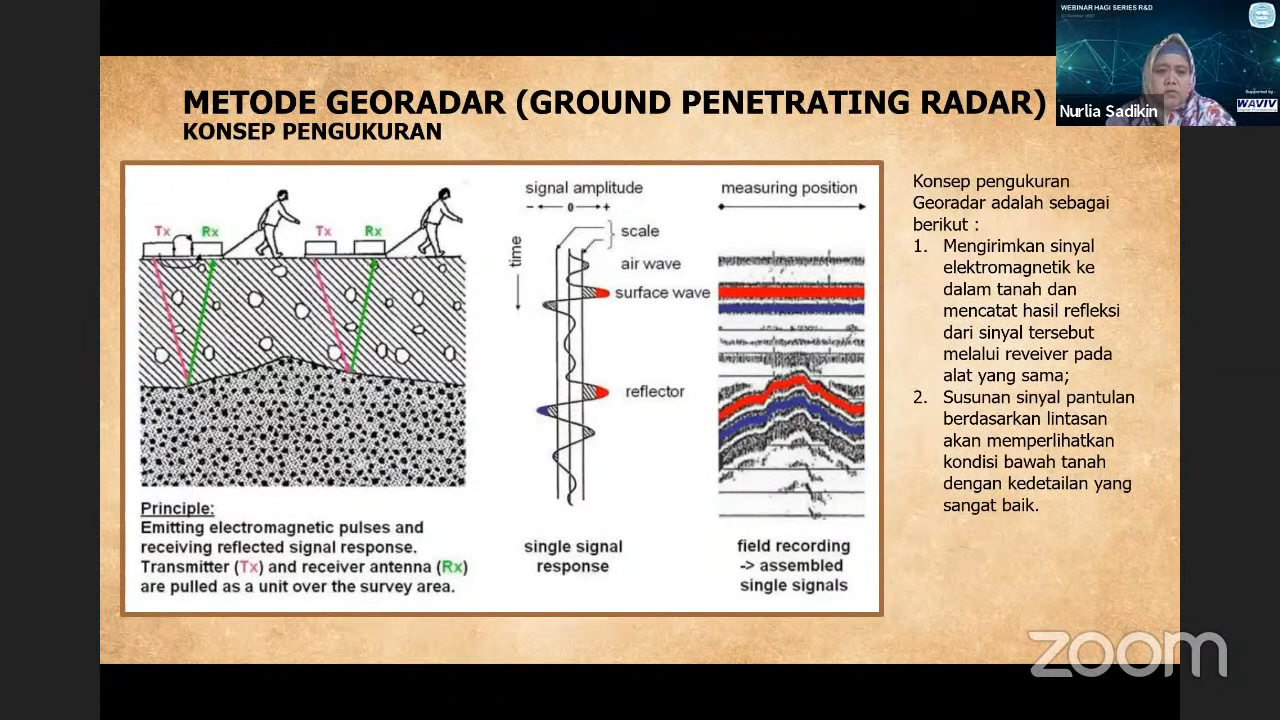 WEBINAR HAGI SERIES R&D
Supported by :
WAVIV
Nurlia Sadikin
METODE GEORADAR (GROUND PENETRATING RADAR)
KONSEP PENGUKURAN
Tx
Rx
Tx
Rx
signal amplitude
- 0 +
time
scale
air wave
surface wave
reflector
single signal
response
measuring position
field recording
-> assembled
single signals
Principle:
Emitting electromagnetic pulses and
receiving reflected signal response.
Transmitter (Tx) and receiver antenna (Rx)
are pulled as a unit over the survey area.
Konsep pengukuran
Georadar adalah sebagai
berikut :
1. Mengirimkan sinyal
elektromagnetik ke
dalam tanah dan
mencatat hasil refleksi
dari sinyal tersebut
melalui reveiver pada
alat yang sama;
2. Susunan sinyal pantulan
berdasarkan lintasan
akan memperlihatkan
kondisi bawah tanah
dengan kedetailan yang
sangat baik.
zoom